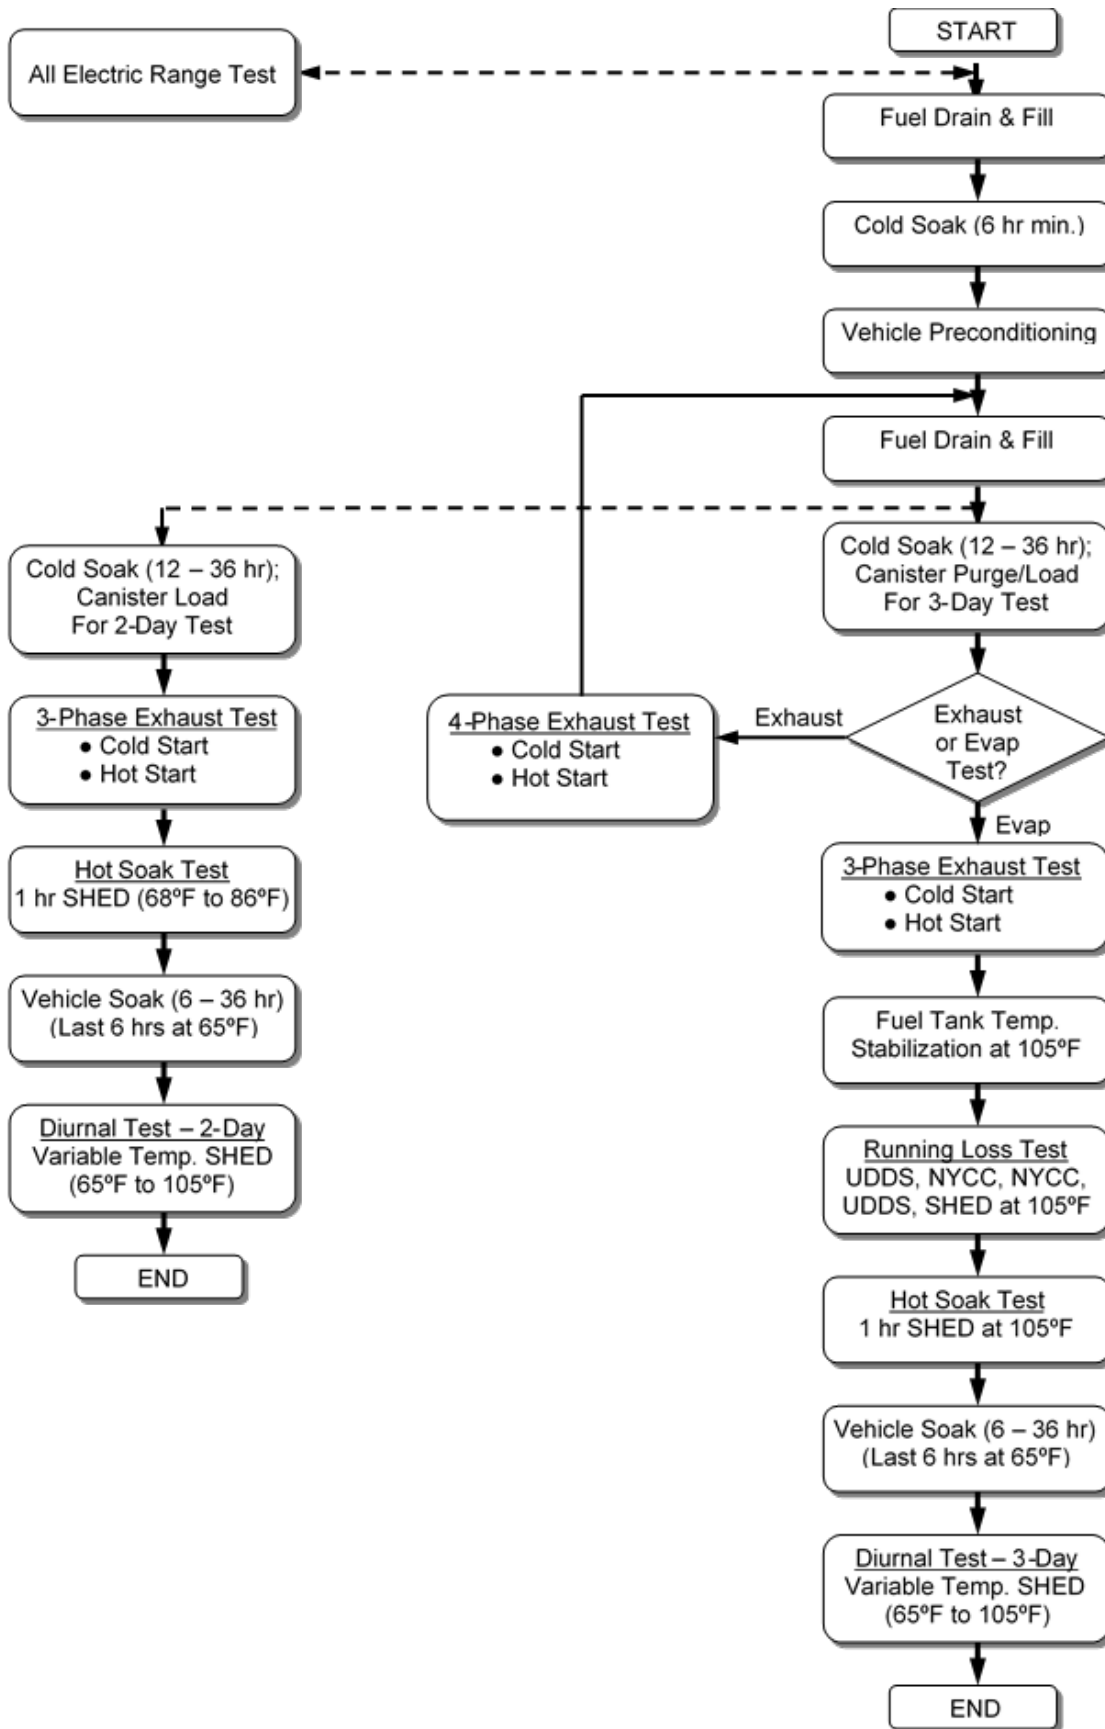 START
All Electric Range Test
Fuel Drain & Fill
Cold Soak (6 hr min.)
Vehicle Preconditioning
Fuel Drain & Fill
Cold Soak (12 – 36 hr);
Canister Load
For 2-Day Test
Cold Soak (12 – 36 hr);
Canister Purge/Load
For 3-Day Test
3-Phase Exhaust Test
● Cold Start
● Hot Start
4-Phase Exhaust Test
● Cold Start
● Hot Start
Exhaust
Exhaust
or Evap
Test?
Evap
Hot Soak Test
1 hr SHED (68ºF to 86ºF)
3-Phase Exhaust Test
● Cold Start
● Hot Start
Vehicle Soak (6 – 36 hr)
(Last 6 hrs at 65ºF)
Fuel Tank Temp.
Stabilization at 105ºF
Diurnal Test – 2-Day
Variable Temp. SHED
(65ºF to 105ºF)
Running Loss Test
UDDS, NYCC, NYCC,
UDDS, SHED at 105ºF
END
Hot Soak Test
1 hr SHED at 105ºF
Vehicle Soak (6 – 36 hr)
(Last 6 hrs at 65ºF)
Diurnal Test – 3-Day
Variable Temp. SHED
(65ºF to 105ºF)
END